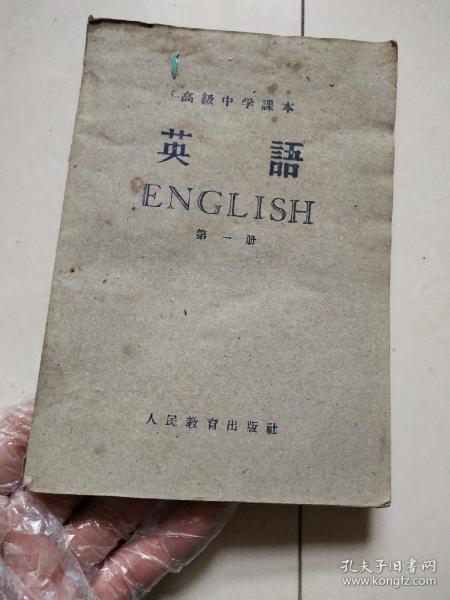 高級中学課本
英語
ENGLISH
第一册
人民教育出版社
孔夫子旧书网
www.kongfz.com